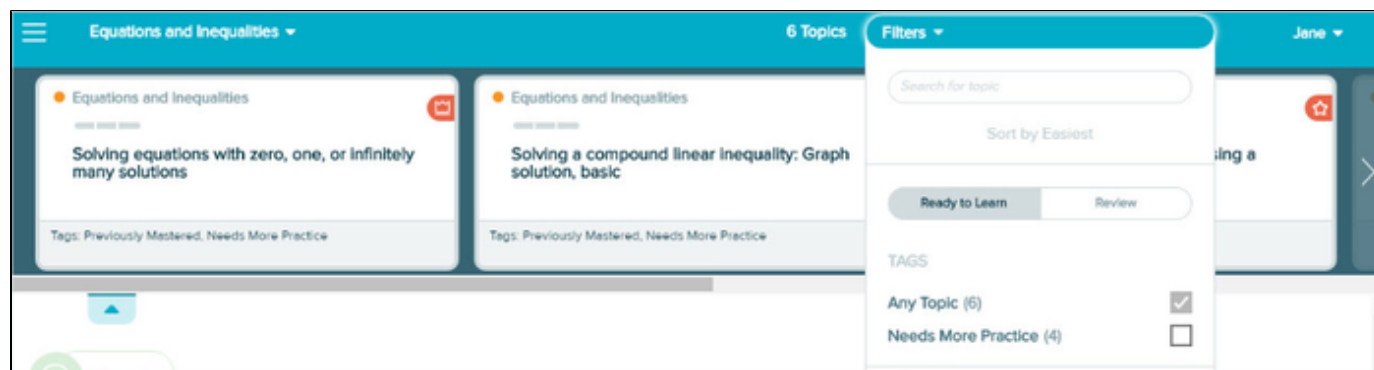 Equations and Inequalities
6 Topics
Filters
Jane
Equations and Inequalities
Solving equations with zero, one, or infinitely
many solutions
Tags: Previously Mastered, Needs More Practice
Equations and Inequalities
Solving a compound linear inequality: Graph
solution, basic
Tags: Previously Mastered, Needs More Practice
Search for topic
Sort by Easiest
Ready to Learn
Review
TAGS
Any Topic (6)
Needs More Practice (4)
a